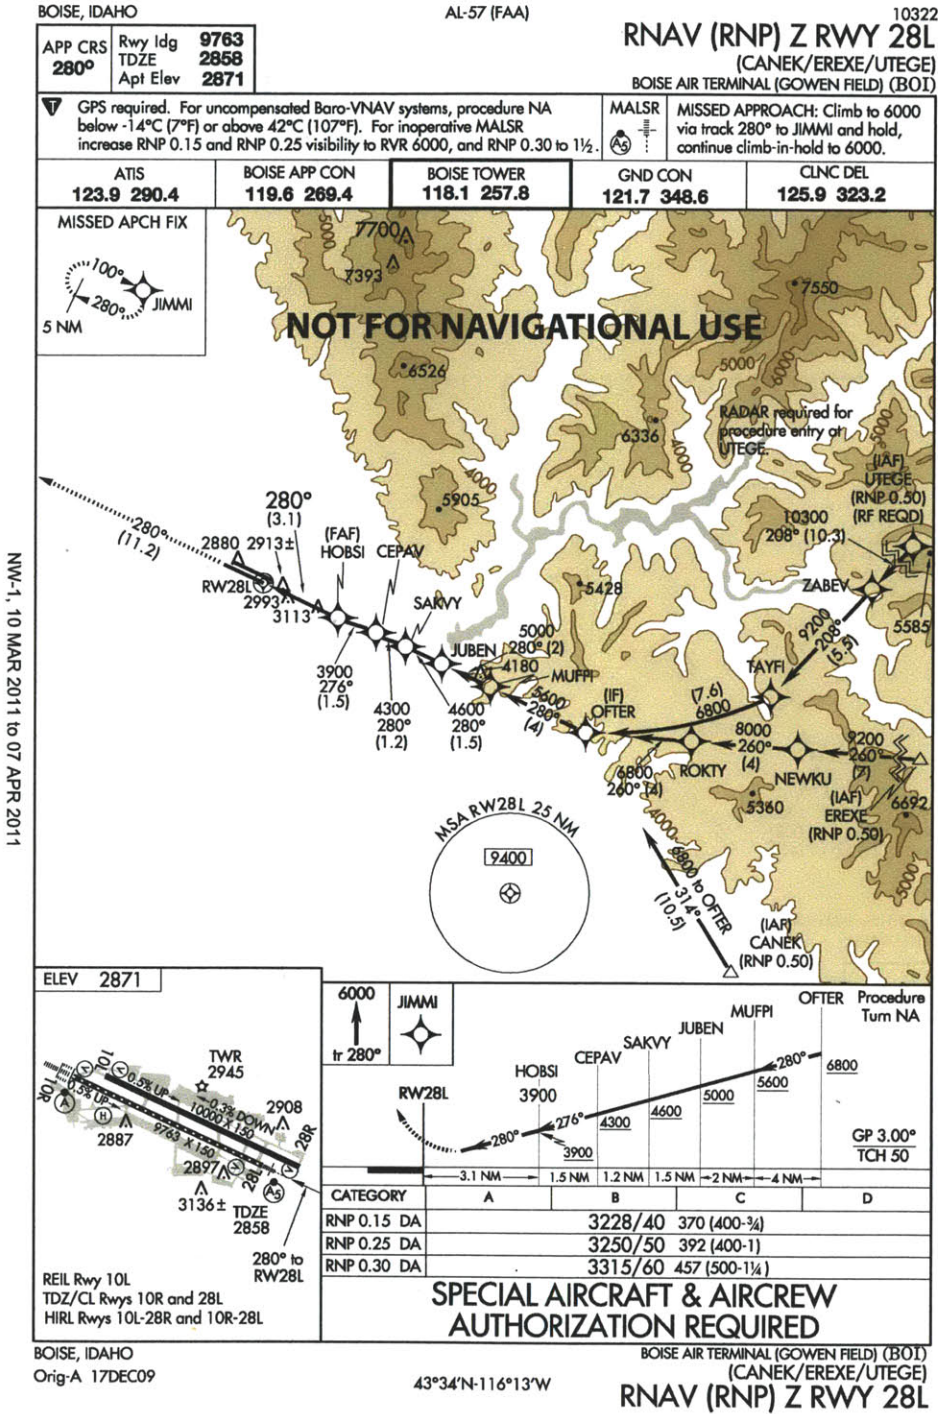 BOISE, IDAHO
AL-57 (FAA)
10322
RNAV (RNP) Z RWY 28L
(CANEK/EREXE/UTEGE)
BOISE AIR TERMINAL (GOWEN FIELD) (BOI)
APP CRS
280°
Rwy ldg 9763
TDZE 2858
Apt Elev 2871
T GPS required. For uncompensated Baro-VNAV systems, procedure NA
below -14°C (7°F) or above 42°C (107°F). For inoperative MALSR
increase RNP 0.15 and RNP 0.25 visibility to RVR 6000, and RNP 0.30 to 1½.
MALSR
A5
MISSED APPROACH: Climb to 6000
via track 280° to JIMMI and hold,
continue climb-in-hold to 6000.
ATIS
123.9 290.4
BOISE APP CON
119.6 269.4
BOISE TOWER
118.1 257.8
GND CON
121.7 348.6
CLNC DEL
125.9 323.2
MISSED APCH FIX
100°
280°
JIMMI
5 NM
5000
7700
7393
7550
NOT FOR NAVIGATIONAL USE
5000
6000
6526
RADAR required for
procedure entry at
UTEGE.
6336
4000
5000
4000
5905
(IAF)
UTEGE
(RNP 0.50)
(RF REQD)
10300
208° (10.3)
280°
(11.2)
280°
(3.1)
2880
2913±
(FAF)
HOBSI
CEPAV
RW28L
2993
3113
SAKVY
5428
ZABEV
5585
9200
208°
(5.5)
3900
276°
(1.5)
JUBEN
5000
280° (2)
4180
MUFPI
TAYFI
4300
280°
(1.2)
4600
280°
(1.5)
5600
280°
(4)
(IF)
OFTER
(7.6)
6800
8000
260°
(4)
9200
260°
(7)
6800
260° (4)
ROKTY
NEWKU
5360
(IAF)
EREXE
(RNP 0.50)
6692
MSA RW28L 25 NM
9400
4000
6800 to OFTER
314°
(10.5)
5000
(IAF)
CANEK
(RNP 0.50)
NW-1, 10 MAR 2011 to 07 APR 2011
ELEV 2871
10L
10R
TWR
2945
0.5% UP
0.5% UP
0.3% DOWN
10000 X 150
9763 X 150
2908
28R
2887
2897
28L
3136±
TDZE
2858
A
H
V
V
V
V
A5
280° to
RW28L
REIL Rwy 10L
TDZ/CL Rwys 10R and 28L
HIRL Rwys 10L-28R and 10R-28L
6000
tr 280°
JIMMI
OFTER
Procedure
Turn NA
MUFPI
JUBEN
SAKVY
CEPAV
HOBSI
3900
RW28L
280°
6800
5600
5000
4600
4300
276°
280°
3900
GP 3.00°
TCH 50
3.1 NM
1.5 NM
1.2 NM
1.5 NM
2 NM
4 NM
CATEGORY A B C D
RNP 0.15 DA 3228/40 370 (400-¾)
RNP 0.25 DA 3250/50 392 (400-1)
RNP 0.30 DA 3315/60 457 (500-1¼)
SPECIAL AIRCRAFT & AIRCREW
AUTHORIZATION REQUIRED
BOISE, IDAHO
Orig-A 17DEC09
43°34'N-116°13'W
BOISE AIR TERMINAL (GOWEN FIELD) (BOI)
(CANEK/EREXE/UTEGE)
RNAV (RNP) Z RWY 28L